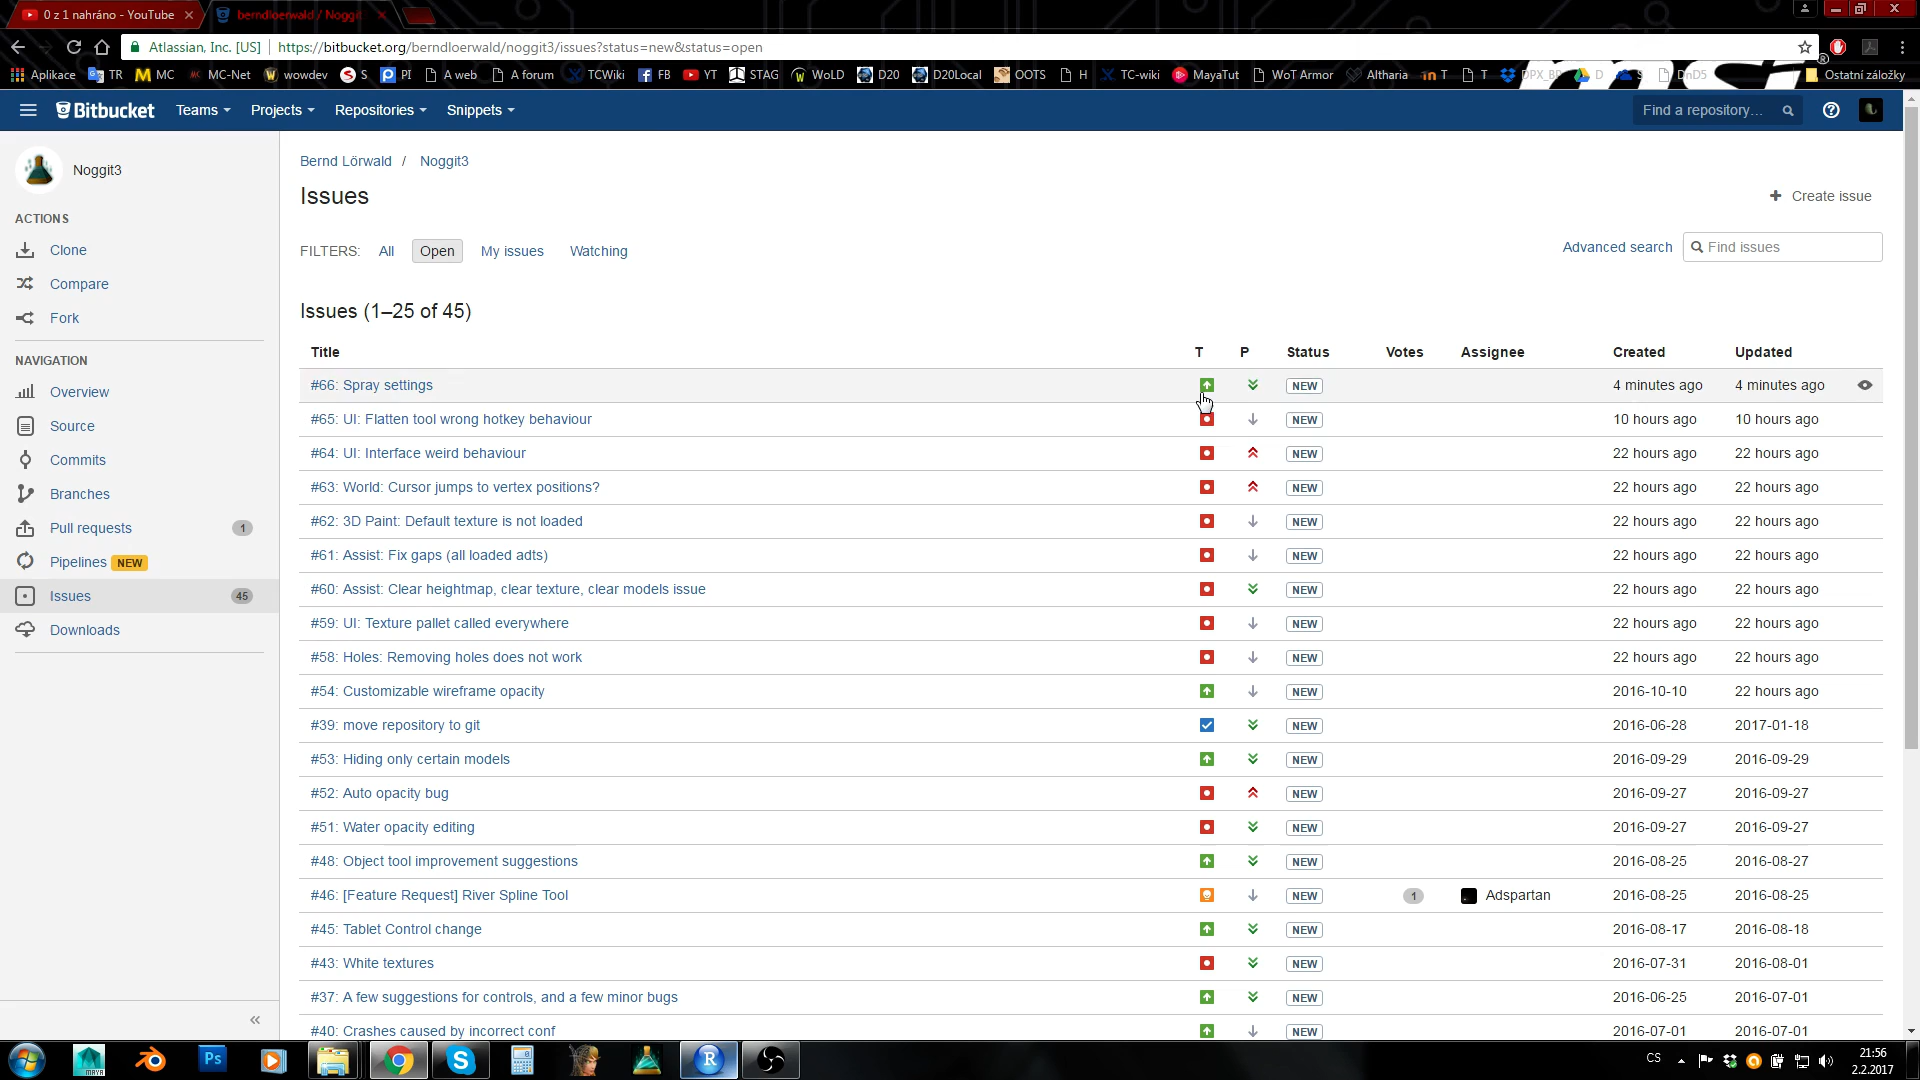 0 z 1 nahráno - YouTube
berndloerwald / Noggit
Atlassian, Inc. [US]
https://bitbucket.org/berndloerwald/noggit3/issues?status=new&status=open
Aplikace TR MC MC-Net wowdev S PI A web A forum TCWiki FB YT STAG WoLD D20 D20Local OOTS H TC-wiki MayaTut WoT Armor Altharia T T DPX_BP D S DnD5 Ostatní záložky
Bitbucket Teams Projects Repositories Snippets Find a repository...
Noggit3
ACTIONS
Clone
Compare
Fork
NAVIGATION
Overview
Source
Commits
Branches
Pull requests 1
Pipelines NEW
Issues 45
Downloads
Bernd Lörwald / Noggit3
Issues
Create issue
FILTERS: All Open My issues Watching
Advanced search Find issues
Issues (1–25 of 45)
Title T P Status Votes Assignee Created Updated
#66: Spray settings NEW 4 minutes ago 4 minutes ago
#65: UI: Flatten tool wrong hotkey behaviour NEW 10 hours ago 10 hours ago
#64: UI: Interface weird behaviour NEW 22 hours ago 22 hours ago
#63: World: Cursor jumps to vertex positions? NEW 22 hours ago 22 hours ago
#62: 3D Paint: Default texture is not loaded NEW 22 hours ago 22 hours ago
#61: Assist: Fix gaps (all loaded adts) NEW 22 hours ago 22 hours ago
#60: Assist: Clear heightmap, clear texture, clear models issue NEW 22 hours ago 22 hours ago
#59: UI: Texture pallet called everywhere NEW 22 hours ago 22 hours ago
#58: Holes: Removing holes does not work NEW 22 hours ago 22 hours ago
#54: Customizable wireframe opacity NEW 2016-10-10 22 hours ago
#39: move repository to git NEW 2016-06-28 2017-01-18
#53: Hiding only certain models NEW 2016-09-29 2016-09-29
#52: Auto opacity bug NEW 2016-09-27 2016-09-27
#51: Water opacity editing NEW 2016-09-27 2016-09-27
#48: Object tool improvement suggestions NEW 2016-08-25 2016-08-27
#46: [Feature Request] River Spline Tool NEW 1 Adspartan 2016-08-25 2016-08-25
#45: Tablet Control change NEW 2016-08-17 2016-08-18
#43: White textures NEW 2016-07-31 2016-08-01
#37: A few suggestions for controls, and a few minor bugs NEW 2016-06-25 2016-07-01
#40: Crashes caused by incorrect conf NEW 2016-07-01 2016-07-01
CS
21:56
2.2.2017